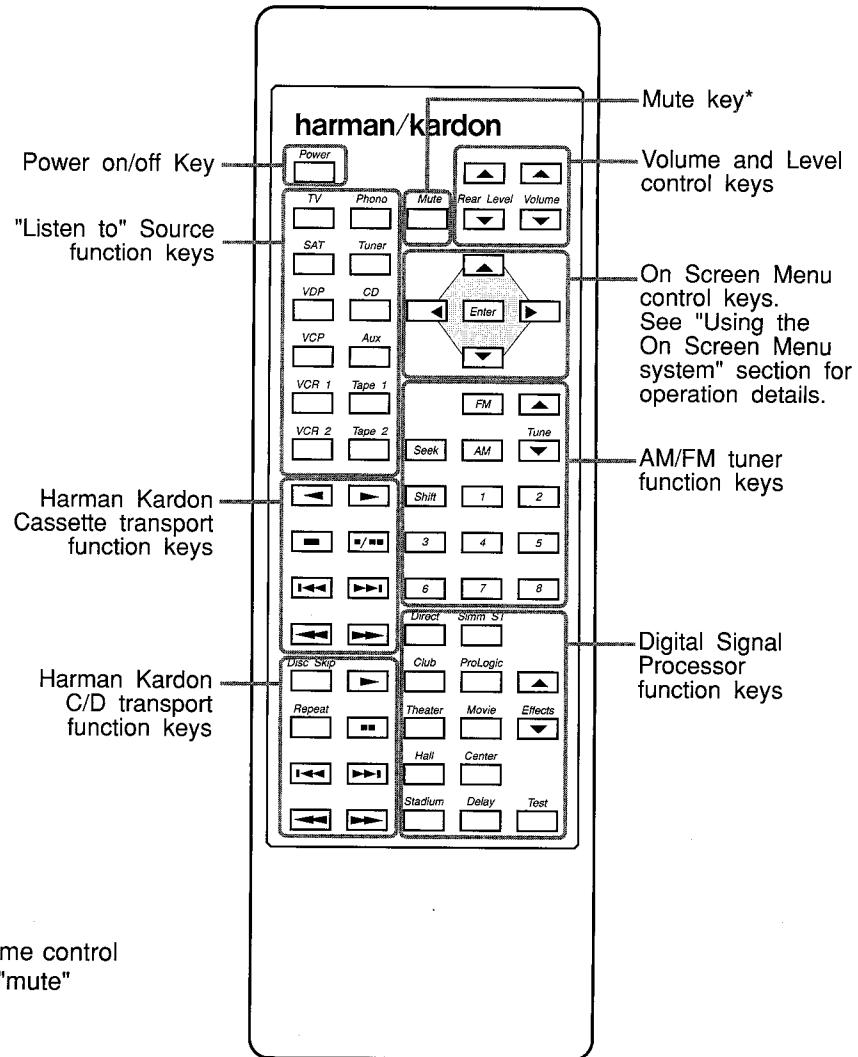 Mute key*
harman/kardon
Power on/off Key
Power
Volume and Level
control keys
TV Phono Mute Rear Level Volume
"Listen to" Source
function keys
SAT Tuner
On Screen Menu
control keys.
See "Using the
On Screen Menu
system" section for
operation details.
VDP CD Enter
VCP Aux
VCR 1 Tape 1 FM
VCR 2 Tape 2 Tune
Seek AM
AM/FM tuner
function keys
Harman Kardon
Cassette transport
function keys
Shift 1 2
3 4 5
6 7 8
Direct Simm ST
Digital Signal
Processor
function keys
Harman Kardon
C/D transport
function keys
Disc Skip Club ProLogic
Repeat Theater Movie Effects
Hall Center
Stadium Delay Test
me control
"mute"